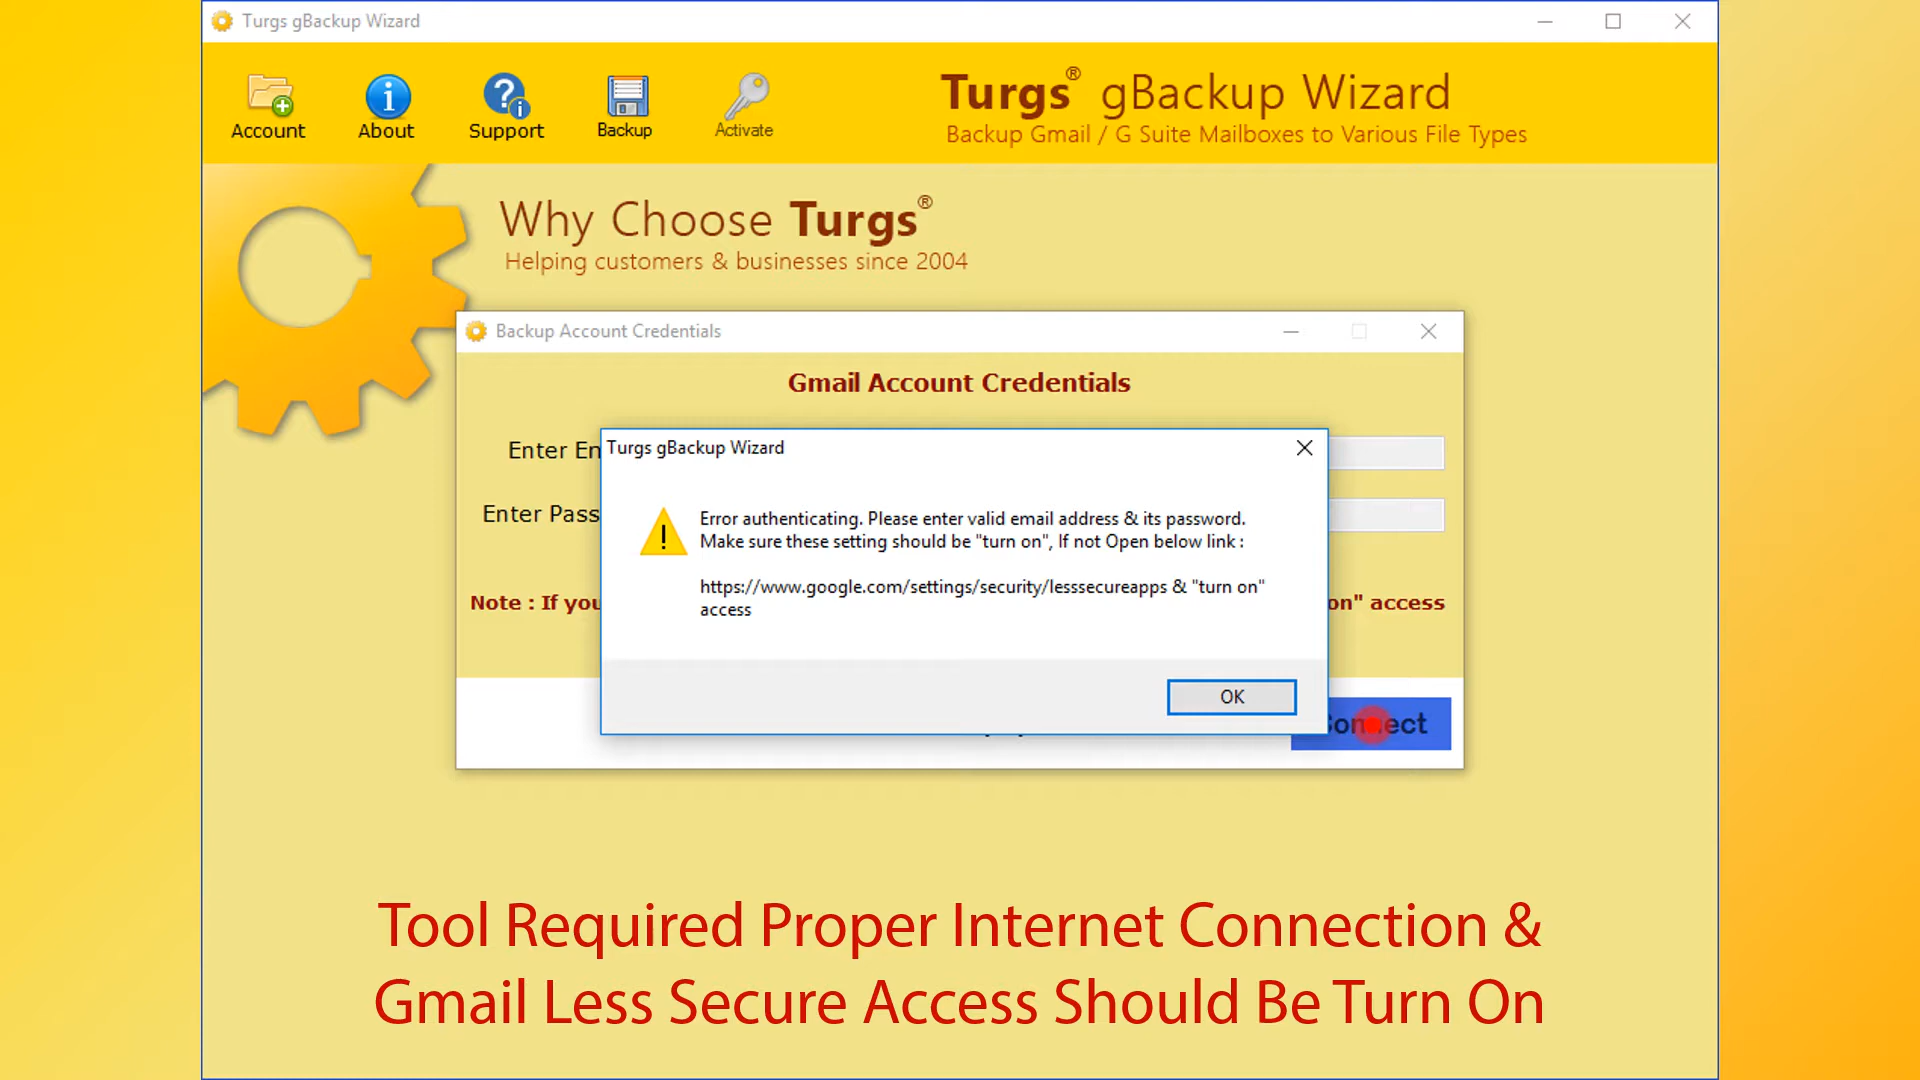 Turgs gBackup Wizard
Account
About
Support
Backup
Activate
Turgs® gBackup Wizard
Backup Gmail / G Suite Mailboxes to Various File Types
Why Choose Turgs®
Helping customers & businesses since 2004
Backup Account Credentials
Gmail Account Credentials
Enter
Enter
Note : If you
on" access
Turgs gBackup Wizard
Error authenticating. Please enter valid email address & its password.
Make sure these setting should be "turn on", If not Open below link :
https://www.google.com/settings/security/lesssecureapps & "turn on"
access
OK
Connect
Tool Required Proper Internet Connection &
Gmail Less Secure Access Should Be Turn On